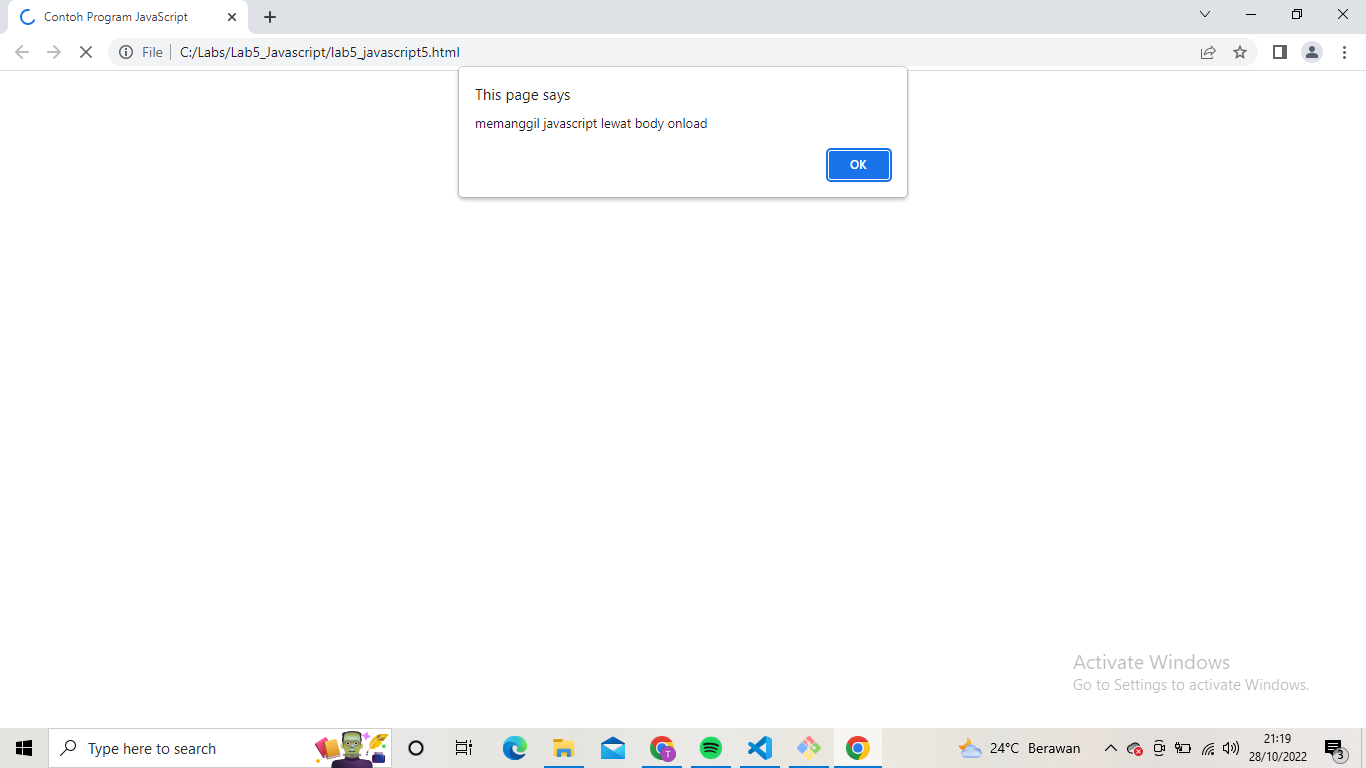 Contoh Program JavaScript
File
C:/Labs/Lab5_Javascript/lab5_javascript5.html
This page says
memanggil javascript lewat body onload
OK
Activate Windows
Go to Settings to activate Windows.
Type here to search
T
24°C Berawan
21:19
28/10/2022
3